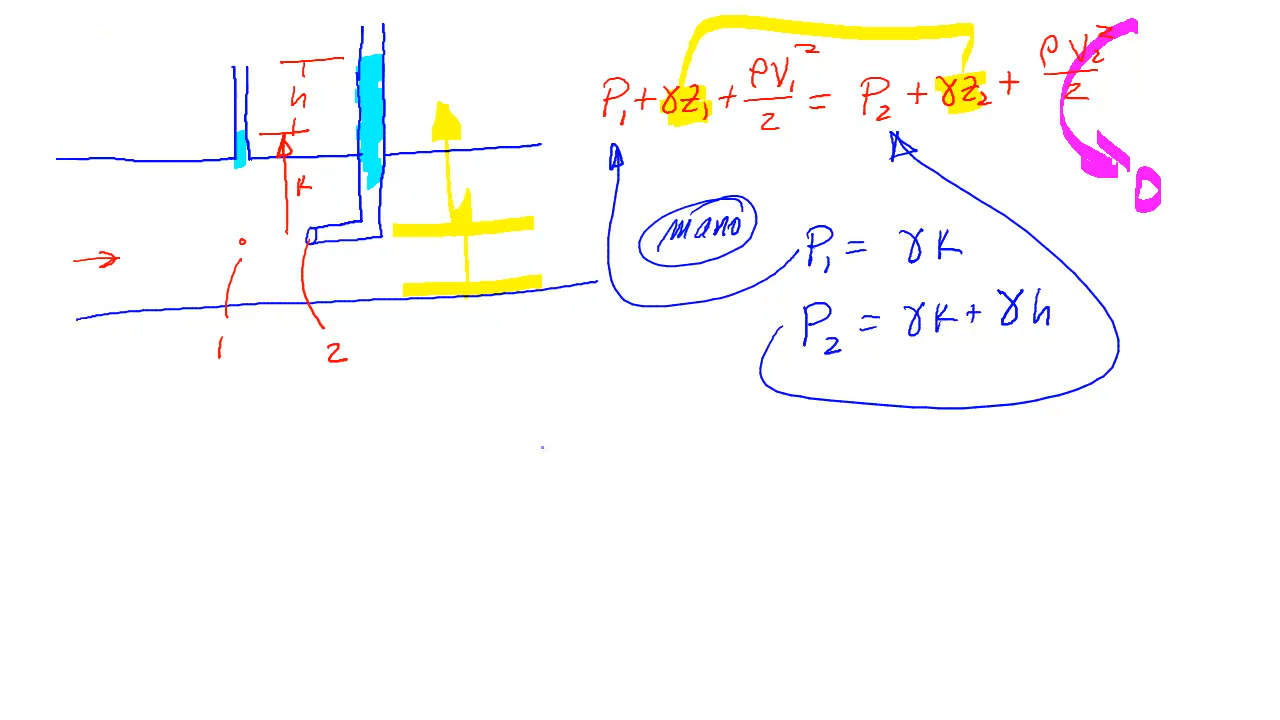 P₁ + γz₁ + ρV₁²/2 = P₂ + γz₂ + ρV₂²/2
0
h
k
mano
P₁ = γk
P₂ = γk + γh
1
2